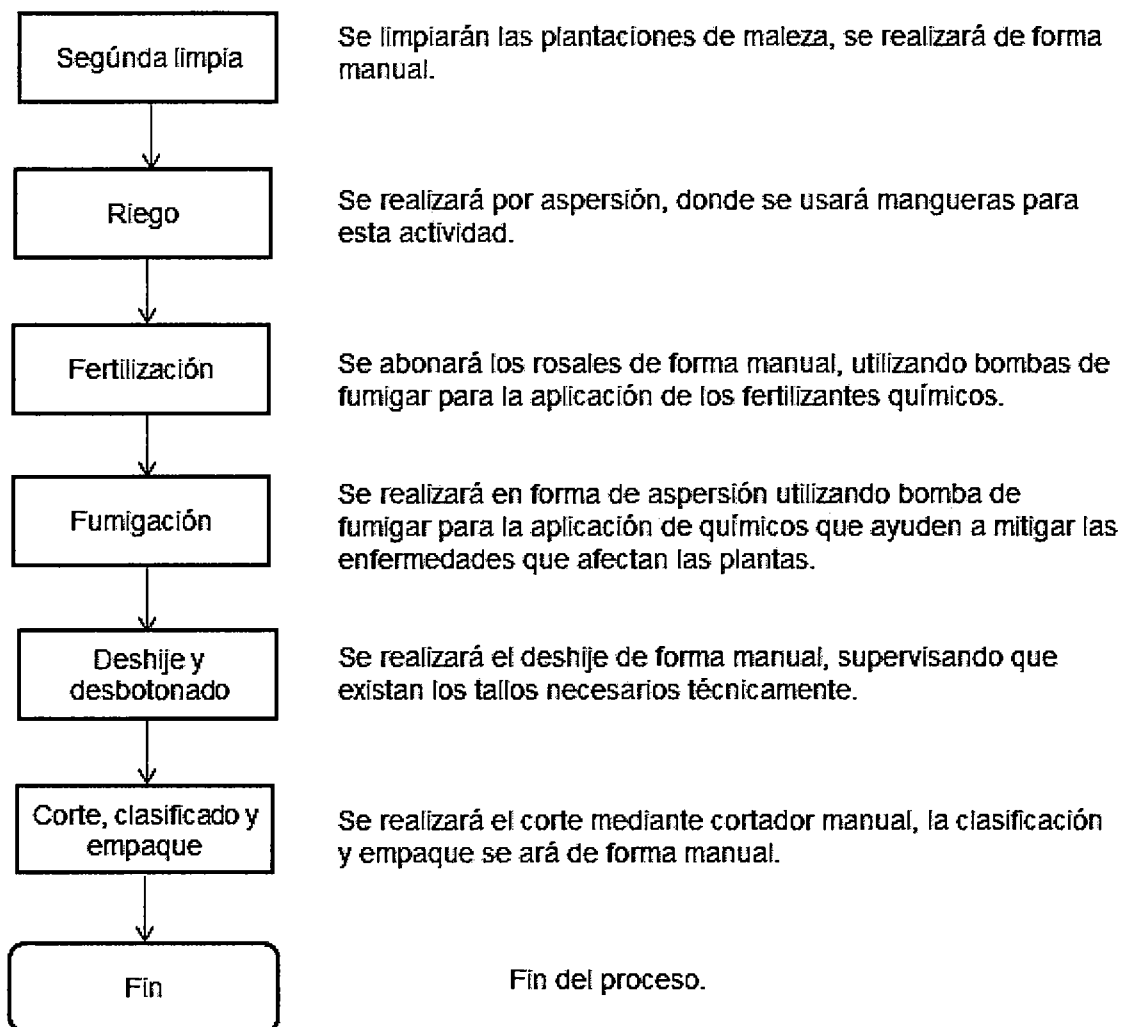 Segúnda limpia
Se limpiarán las plantaciones de maleza, se realizará de forma
manual.
Riego
Se realizará por aspersión, donde se usará mangueras para
esta actividad.
Fertilización
Se abonará los rosales de forma manual, utilizando bombas de
fumigar para la aplicación de los fertilizantes químicos.
Fumigación
Se realizará en forma de aspersión utilizando bomba de
fumigar para la aplicación de químicos que ayuden a mitigar las
enfermedades que afectan las plantas.
Deshije y
desbotonado
Se realizará el deshije de forma manual, supervisando que
existan los tallos necesarios técnicamente.
Corte, clasificado y
empaque
Se realizará el corte mediante cortador manual, la clasificación
y empaque se ará de forma manual.
Fin
Fin del proceso.